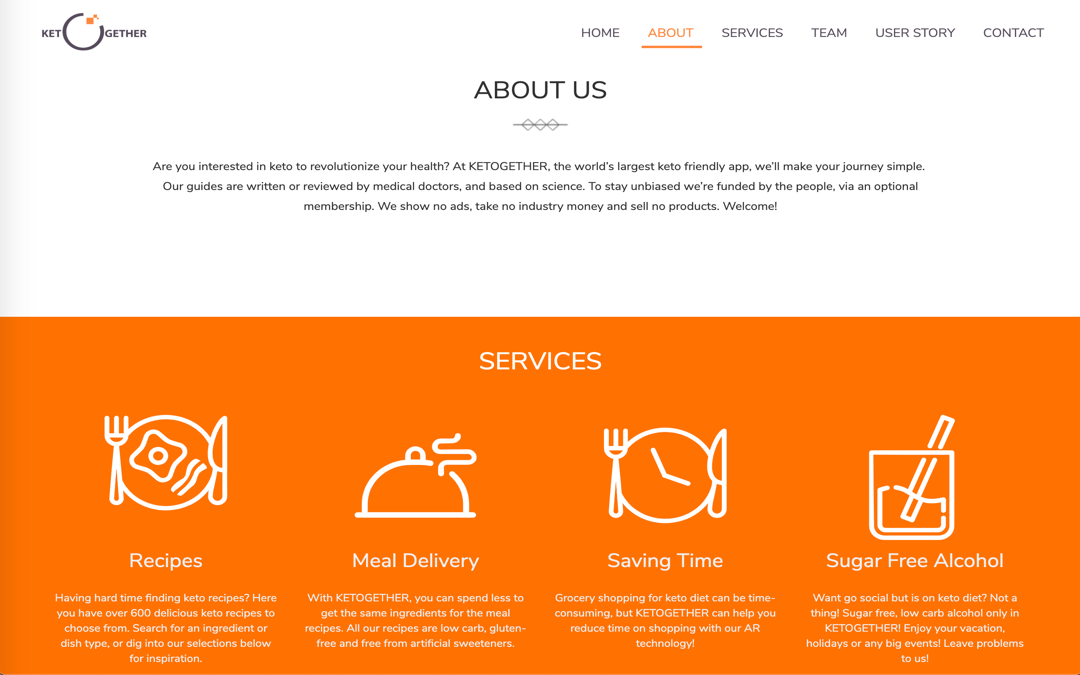 KET GETHER
HOME ABOUT SERVICES TEAM USER STORY CONTACT
ABOUT US
Are you interested in keto to revolutionize your health? At KETOGETHER, the world's largest keto friendly app, we'll make your journey simple.
Our guides are written or reviewed by medical doctors, and based on science. To stay unbiased we're funded by the people, via an optional
membership. We show no ads, take no industry money and sell no products. Welcome!
SERVICES
Recipes
Having hard time finding keto recipes? Here
you have over 600 delicious keto recipes to
choose from. Search for an ingredient or
dish type, or dig into our selections below
for inspiration.
Meal Delivery
With KETOGETHER, you can spend less to
get the same ingredients for the meal
recipes. All our recipes are low carb, gluten-
free and free from artificial sweeteners.
Saving Time
Grocery shopping for keto diet can be time-
consuming, but KETOGETHER can help you
reduce time on shopping with our AR
technology!
Sugar Free Alcohol
Want go social but is on keto diet? Not a
thing! Sugar free, low carb alcohol only in
KETOGETHER! Enjoy your vacation,
holidays or any big events! Leave problems
to us!